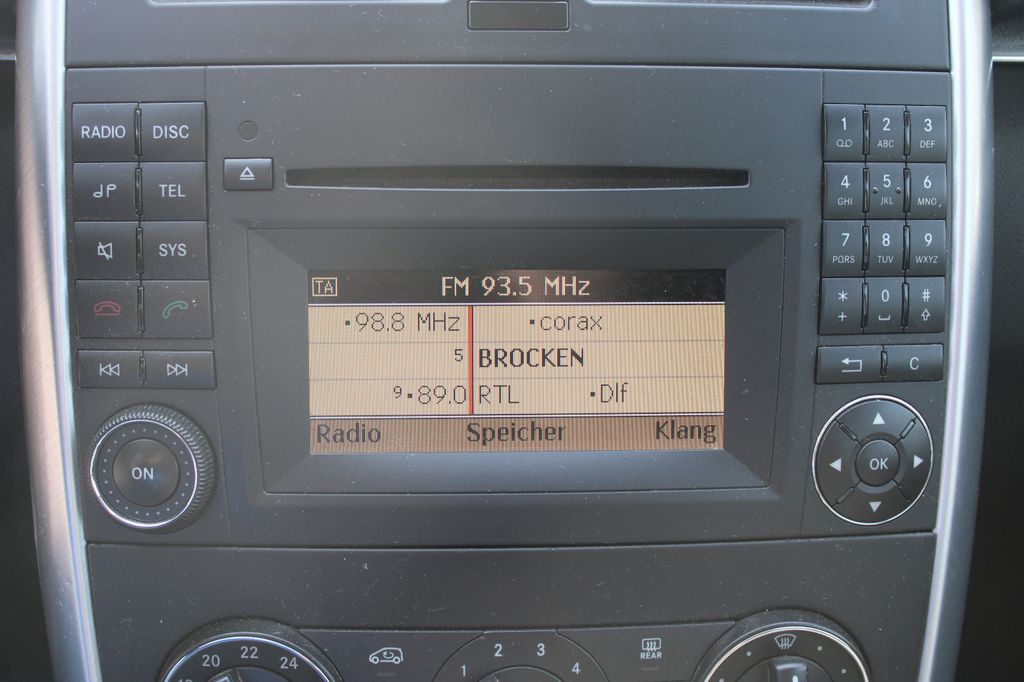 RADIO DISC
TEL
SYS
ON
TA FM 93.5 MHz
98.8 MHz corax
5 BROCKEN
9 89.0 RTL Dlf
Radio Speicher Klang
1 2 3
ABC DEF
4 5 6
GHI JKL MNO
7 8 9
PQRS TUV WXYZ
* 0 #
+
C
OK
20 22 24
1 2 3 4
REAR